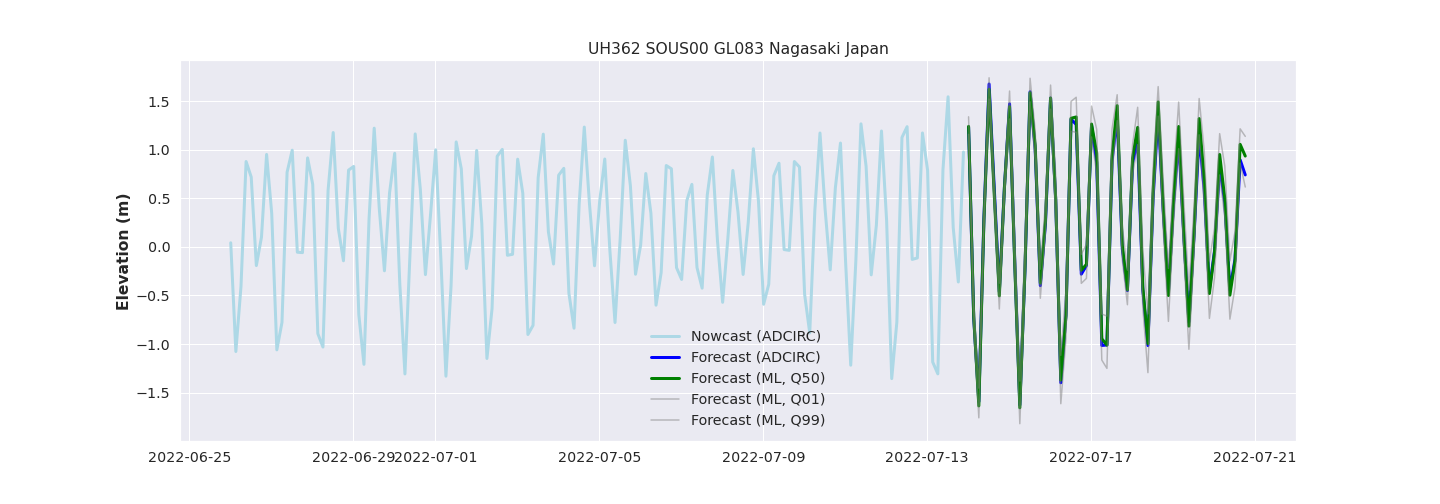 UH362 SOUS00 GL083 Nagasaki Japan
Elevation (m)
1.5
1.0
0.5
0.0
−0.5
−1.0
−1.5
Nowcast (ADCIRC)
Forecast (ADCIRC)
Forecast (ML, Q50)
Forecast (ML, Q01)
Forecast (ML, Q99)
2022-06-25 2022-06-29 2022-07-01 2022-07-05 2022-07-09 2022-07-13 2022-07-17 2022-07-21